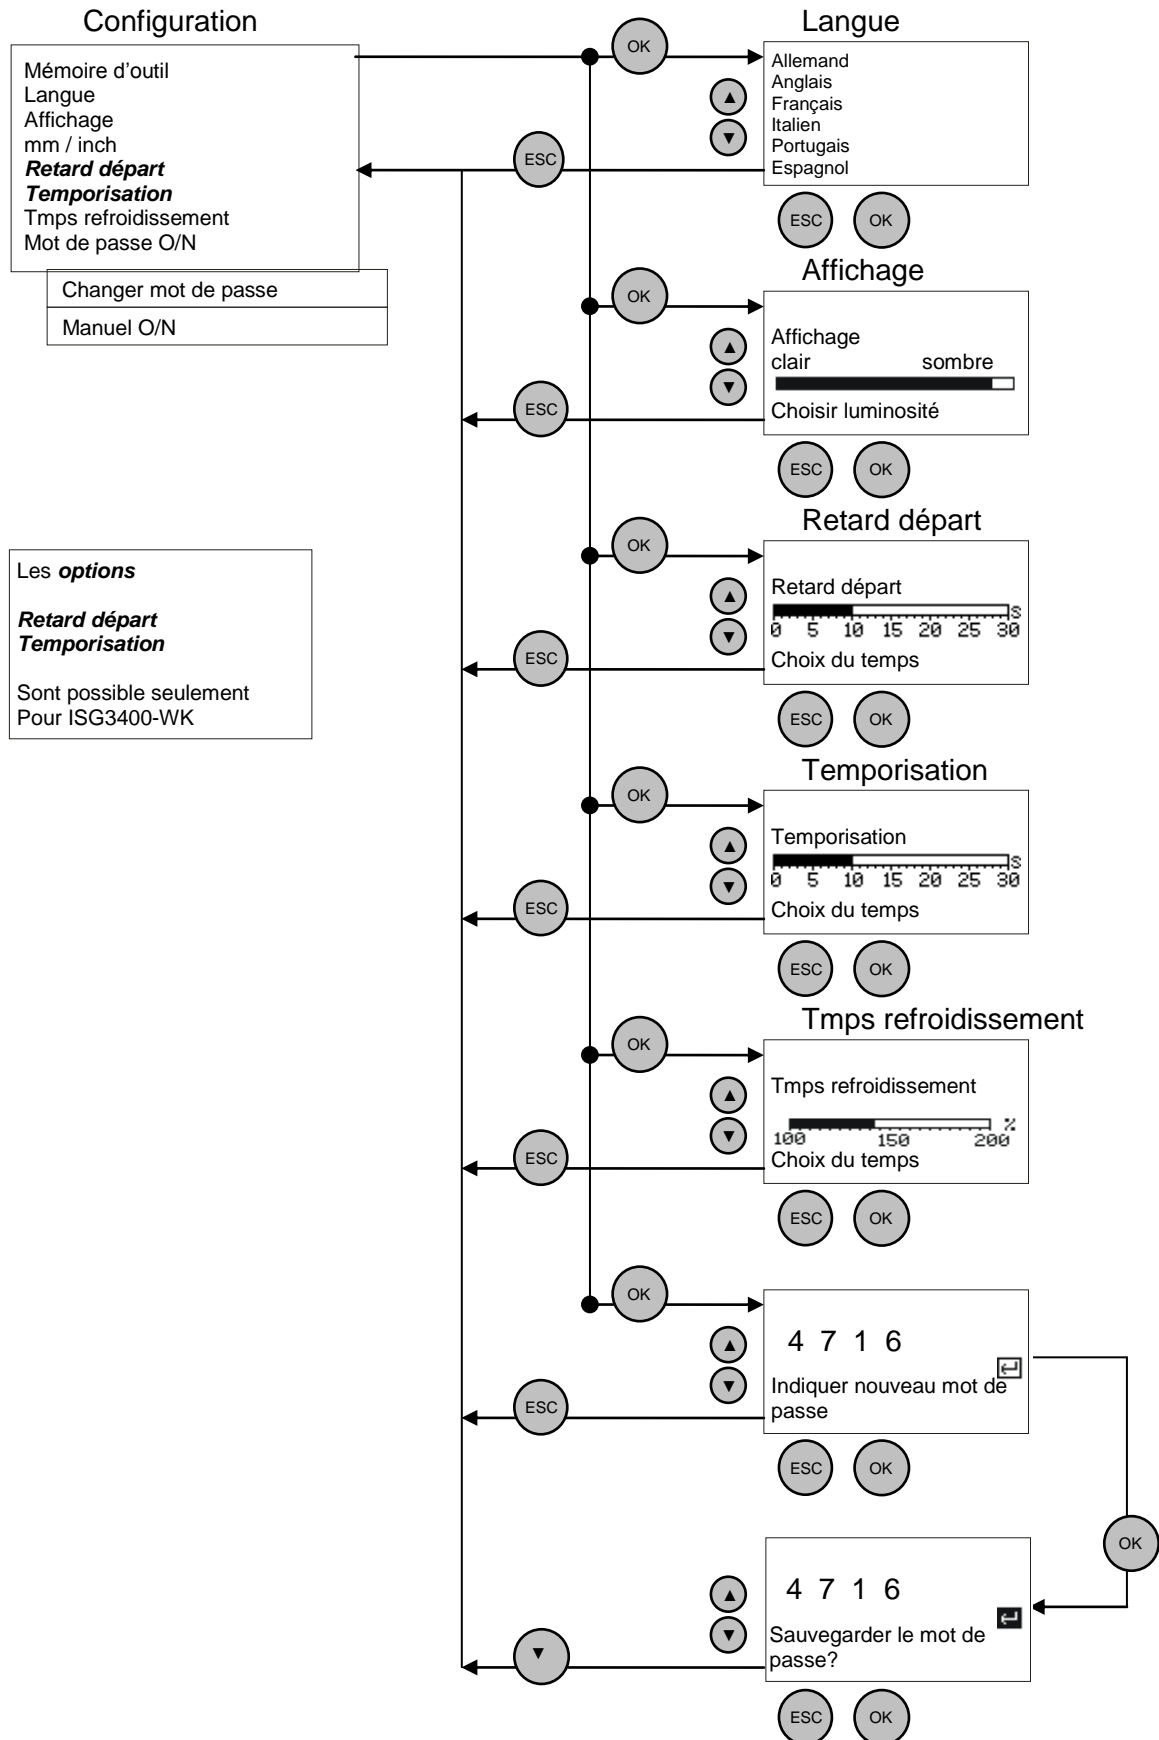 Configuration
Mémoire d'outil
Langue
Affichage
mm / inch
Retard départ
Temporisation
Tmps refroidissement
Mot de passe O/N
Changer mot de passe
Manuel O/N
Les options
Retard départ
Temporisation
Sont possible seulement
Pour ISG3400-WK
OK
Langue
Allemand
Anglais
Français
Italien
Portugais
Espagnol
▲
▼
ESC
ESC OK
Affichage
OK
Affichage
clair sombre
Choisir luminosité
▲
▼
ESC
ESC OK
Retard départ
OK
Retard départ
s
0 5 10 15 20 25 30
Choix du temps
▲
▼
ESC
ESC OK
Temporisation
OK
Temporisation
s
0 5 10 15 20 25 30
Choix du temps
▲
▼
ESC
ESC OK
Tmps refroidissement
OK
Tmps refroidissement
%
100 150 200
Choix du temps
▲
▼
ESC
ESC OK
OK
4 7 1 6
Indiquer nouveau mot de
passe
▲
▼
ESC
ESC OK
OK
4 7 1 6
Sauvegarder le mot de
passe?
▲
▼
▼
ESC OK